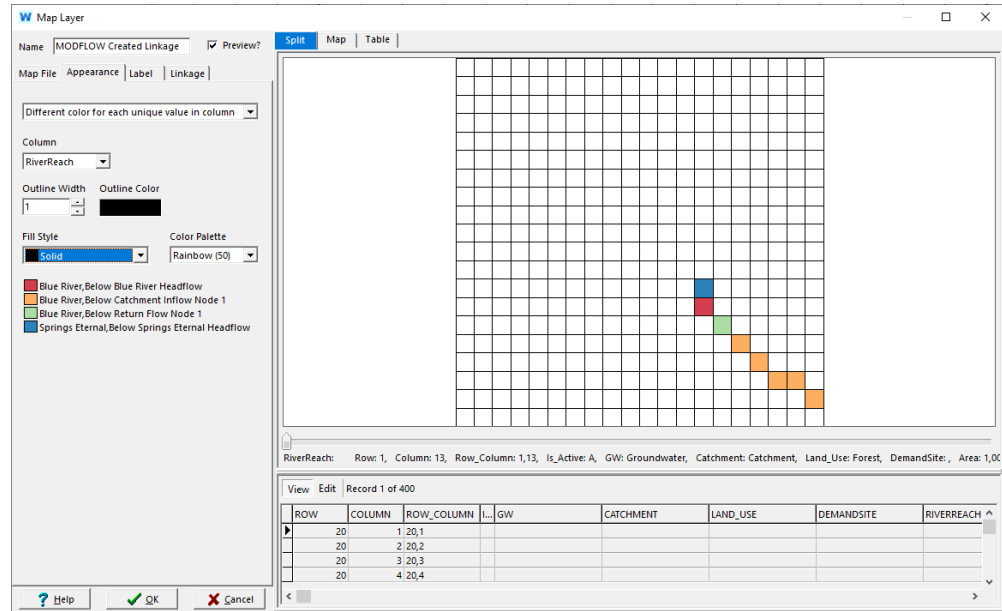 W Map Layer
Name MODFLOW Created Linkage Preview?
Map File Appearance Label Linkage
Different color for each unique value in column
Column
RiverReach
Outline Width Outline Color
1
Fill Style Color Palette
Solid Rainbow (50)
Blue River,Below Blue River Headflow
Blue River,Below Catchment Inflow Node 1
Blue River,Below Return Flow Node 1
Springs Eternal,Below Springs Eternal Headflow
? Help OK Cancel
Split Map Table
RiverReach: Row: 1, Column: 13, Row_Column: 1,13, Is_Active: A, GW: Groundwater, Catchment: Catchment, Land_Use: Forest, DemandSite: , Area: 1,00
View Edit Record 1 of 400
ROW COLUMN ROW_COLUMN I... GW CATCHMENT LAND_USE DEMANDSITE RIVERREACH
20 1 20,1
20 2 20,2
20 3 20,3
20 4 20,4